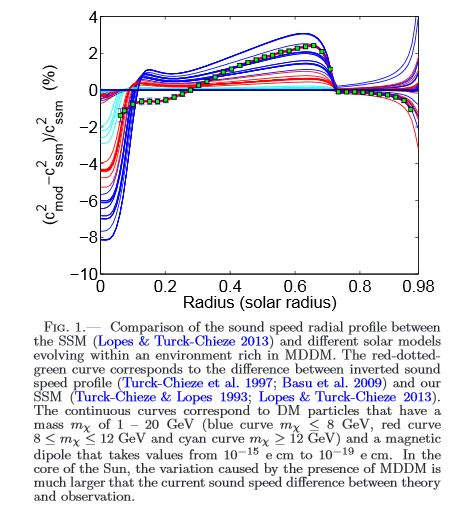 4
2
0
−2
−4
−6
−8
−10
(c²mod−c²ssm)/c²ssm (%)
0 0.2 0.4 0.6 0.8 0.98
Radius (solar radius)
FIG. 1.— Comparison of the sound speed radial profile between
the SSM (Lopes & Turck-Chieze 2013) and different solar models
evolving within an environment rich in MDDM. The red-dotted-
green curve corresponds to the difference between inverted sound
speed profile (Turck-Chieze et al. 1997; Basu et al. 2009) and our
SSM (Turck-Chieze & Lopes 1993; Lopes & Turck-Chieze 2013).
The continuous curves correspond to DM particles that have a
mass mχ of 1 – 20 GeV (blue curve mχ ≤ 8 GeV, red curve
8 ≤ mχ ≤ 12 GeV and cyan curve mχ ≥ 12 GeV) and a magnetic
dipole that takes values from 10⁻¹⁵ e cm to 10⁻¹⁹ e cm. In the
core of the Sun, the variation caused by the presence of MDDM is
much larger that the current sound speed difference between theory
and observation.